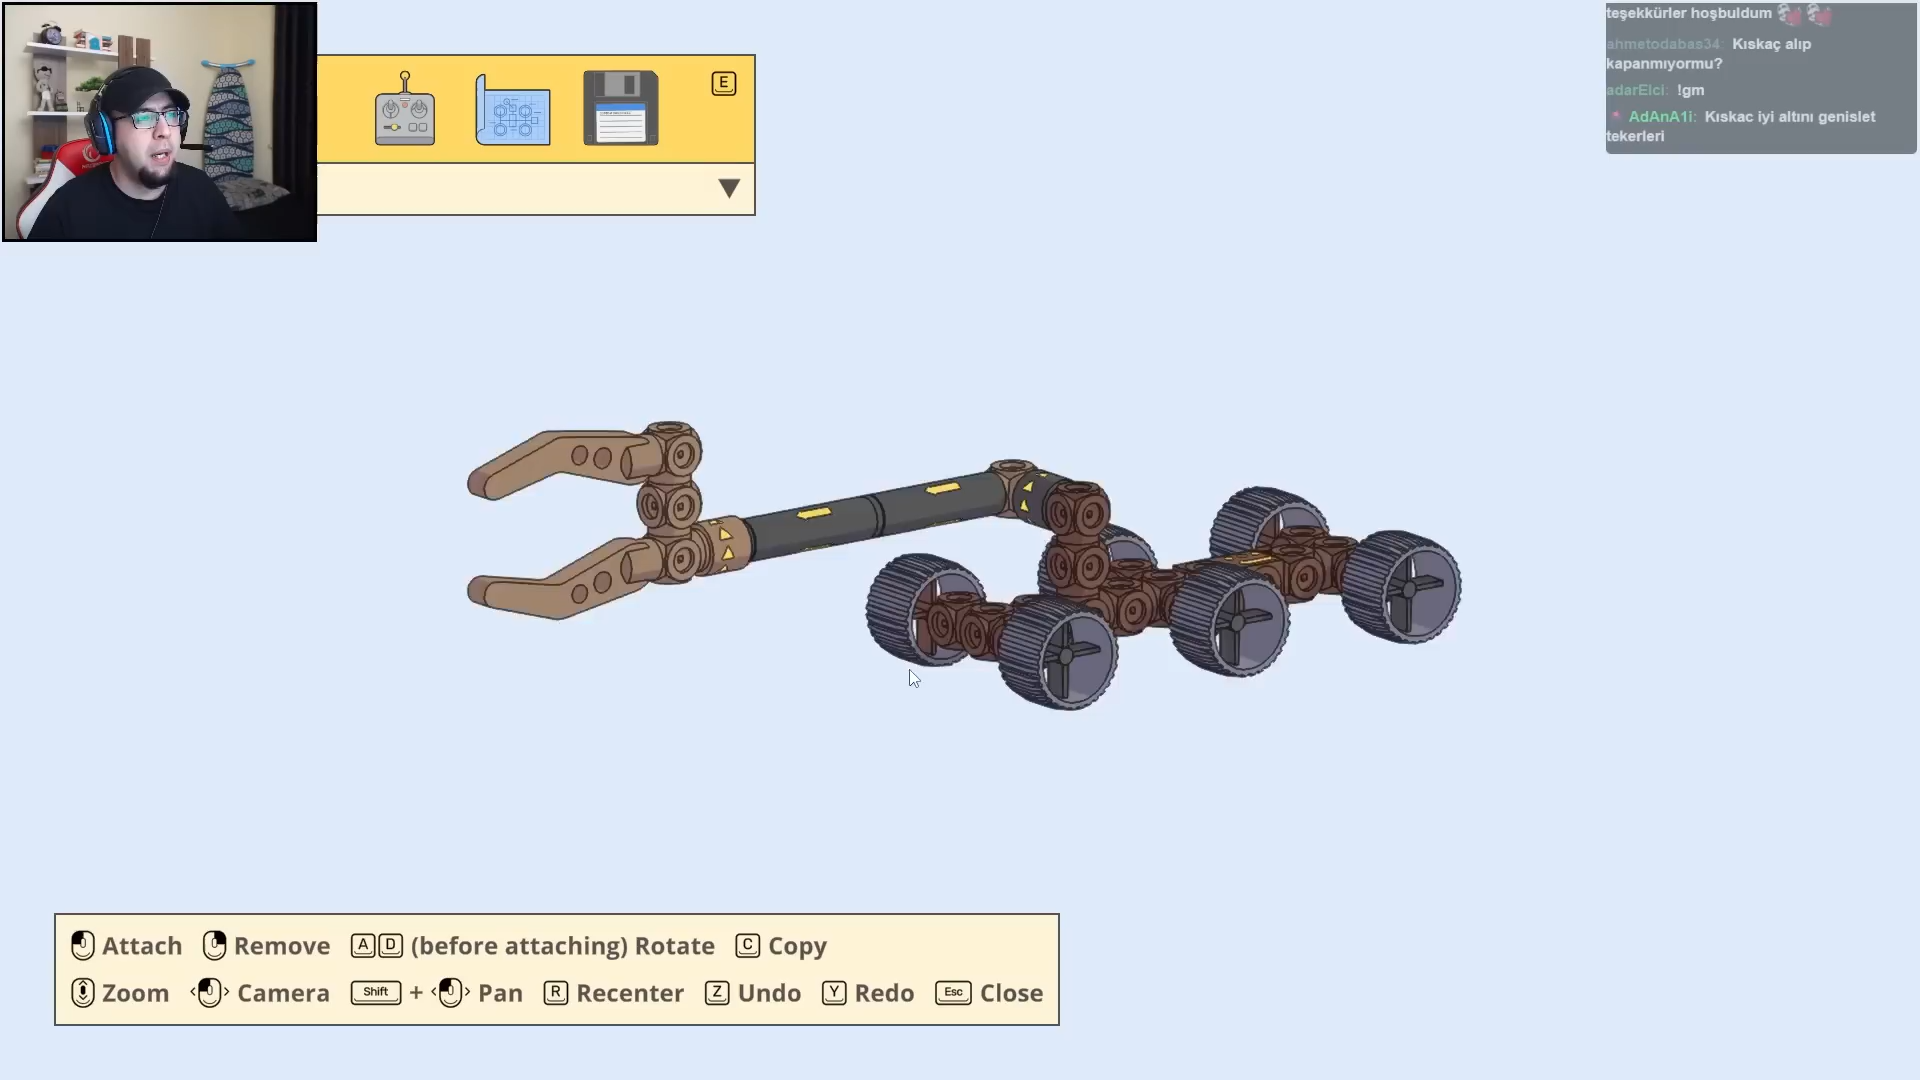 teşekkürler hoşbuldum
ahmetodabas34: Kıskaç alıp
kapanmıyormu?
adarElci: !gm
AdAnA1i: Kıskac iyi altını genislet
tekerleri
E
Attach Remove A D (before attaching) Rotate C Copy
Zoom Camera Shift + Pan R Recenter Z Undo Y Redo Esc Close